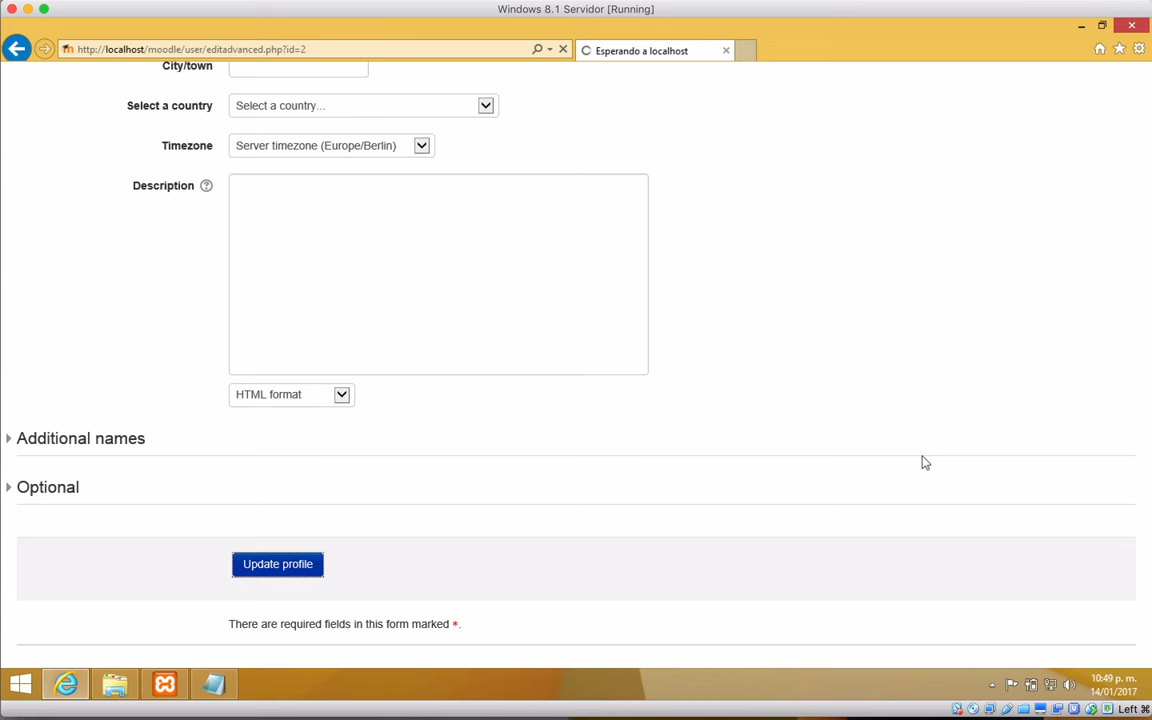 Windows 8.1 Servidor [Running]
http://localhost/moodle/user/editadvanced.php?id=2
Esperando a localhost
City/town
Select a country
Select a country...
Timezone
Server timezone (Europe/Berlin)
Description
HTML format
Additional names
Optional
Update profile
There are required fields in this form marked *.
10:49 p. m.
14/01/2017
Left ⌘